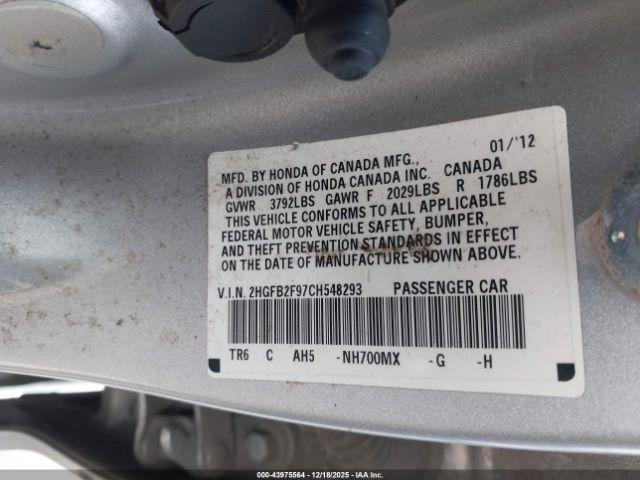 01/'12
MFD. BY HONDA OF CANADA MFG.,
A DIVISION OF HONDA CANADA INC. CANADA
GVWR 3792LBS GAWR F 2029LBS R 1786LBS
THIS VEHICLE CONFORMS TO ALL APPLICABLE
FEDERAL MOTOR VEHICLE SAFETY, BUMPER,
AND THEFT PREVENTION STANDARDS IN EFFECT
ON THE DATE OF MANUFACTURE SHOWN ABOVE.
V.I.N. 2HGFB2F97CH548293 PASSENGER CAR
TR6 C AH5 -NH700MX -G -H
000-43975564 | 12/18/2025 - IAA Inc.